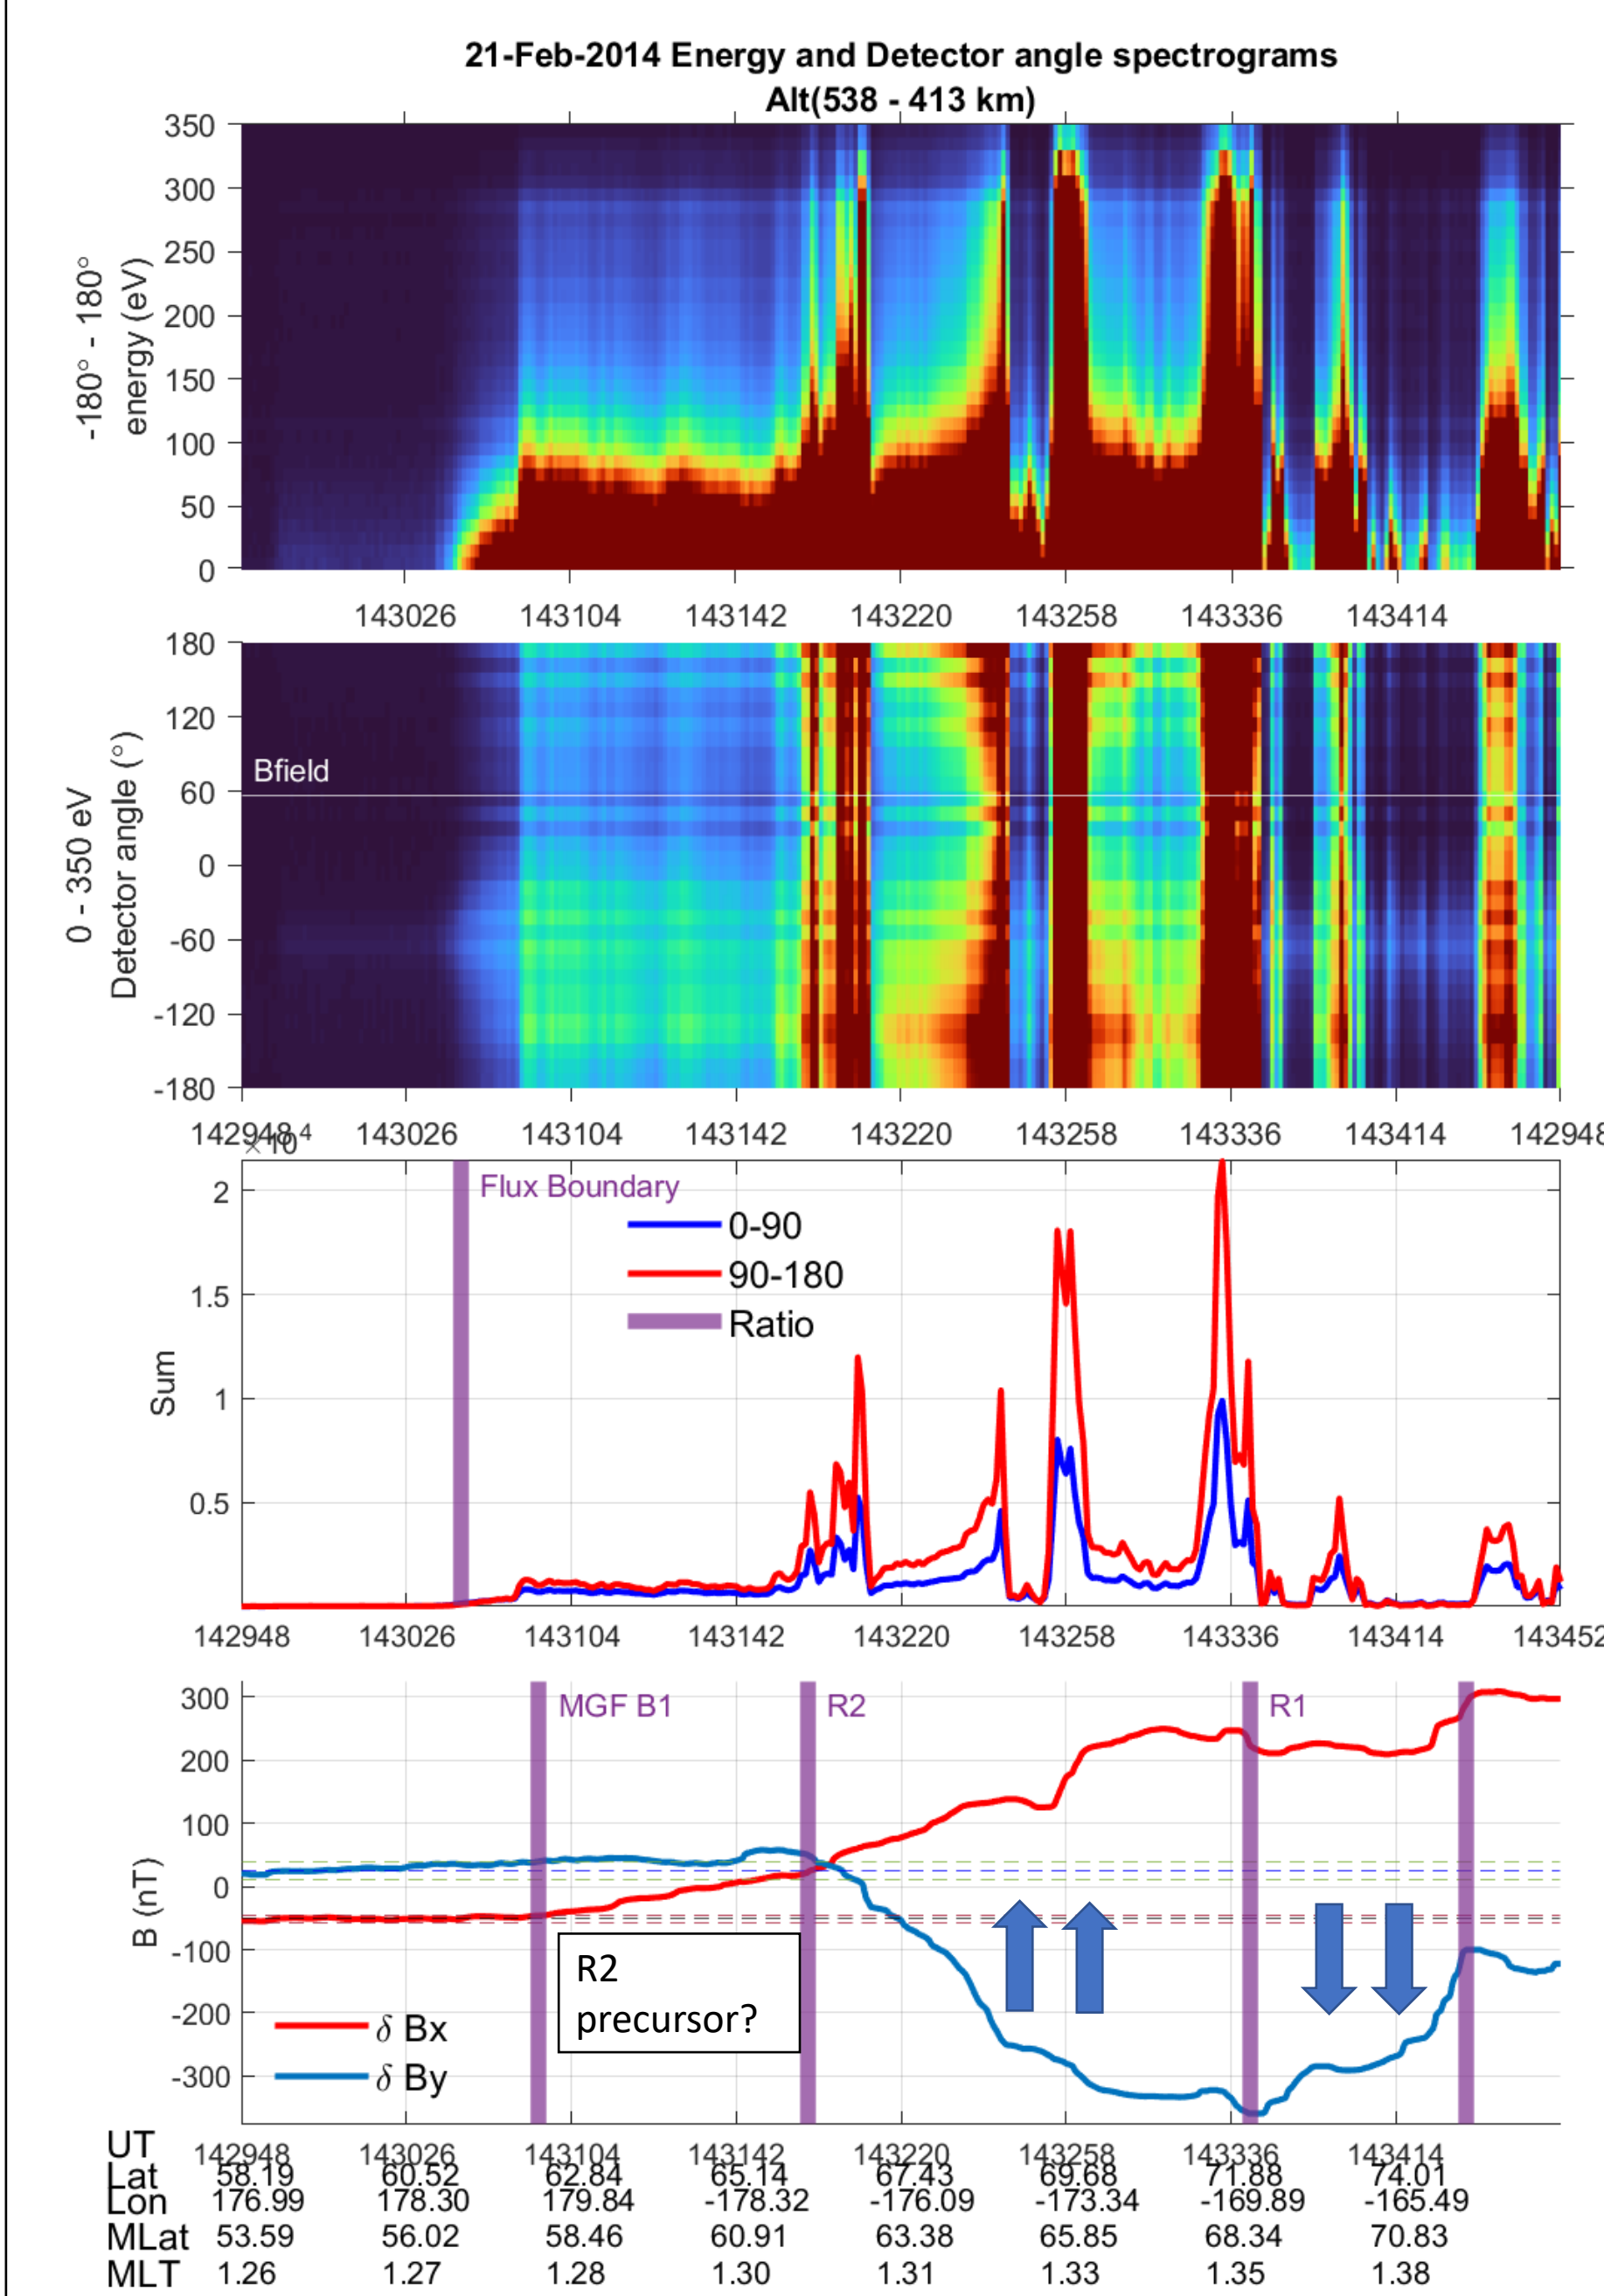 21-Feb-2014 Energy and Detector angle spectrograms
Alt(538 - 413 km)
-180° - 180°
energy (eV)
350
300
250
200
150
100
50
0
143026 143104 143142 143220 143258 143336 143414
0 - 350 eV
Detector angle (°)
180
120
60
0
-60
-120
-180
Bfield
142948 143026 143104 143142 143220 143258 143336 143414 142948
×10⁴
Sum
2
1.5
1
0.5
Flux Boundary
0-90
90-180
Ratio
142948 143026 143104 143142 143220 143258 143336 143414 143452
B (nT)
300
200
100
0
-100
-200
-300
MGF B1
R2
R1
R2
precursor?
δ Bx
δ By
UT 142948 143026 143104 143142 143220 143258 143336 143414
Lat 58.19 60.52 62.84 65.14 67.43 69.68 71.88 74.01
Lon 176.99 178.30 179.84 -178.32 -176.09 -173.34 -169.89 -165.49
MLat 53.59 56.02 58.46 60.91 63.38 65.85 68.34 70.83
MLT 1.26 1.27 1.28 1.30 1.31 1.33 1.35 1.38